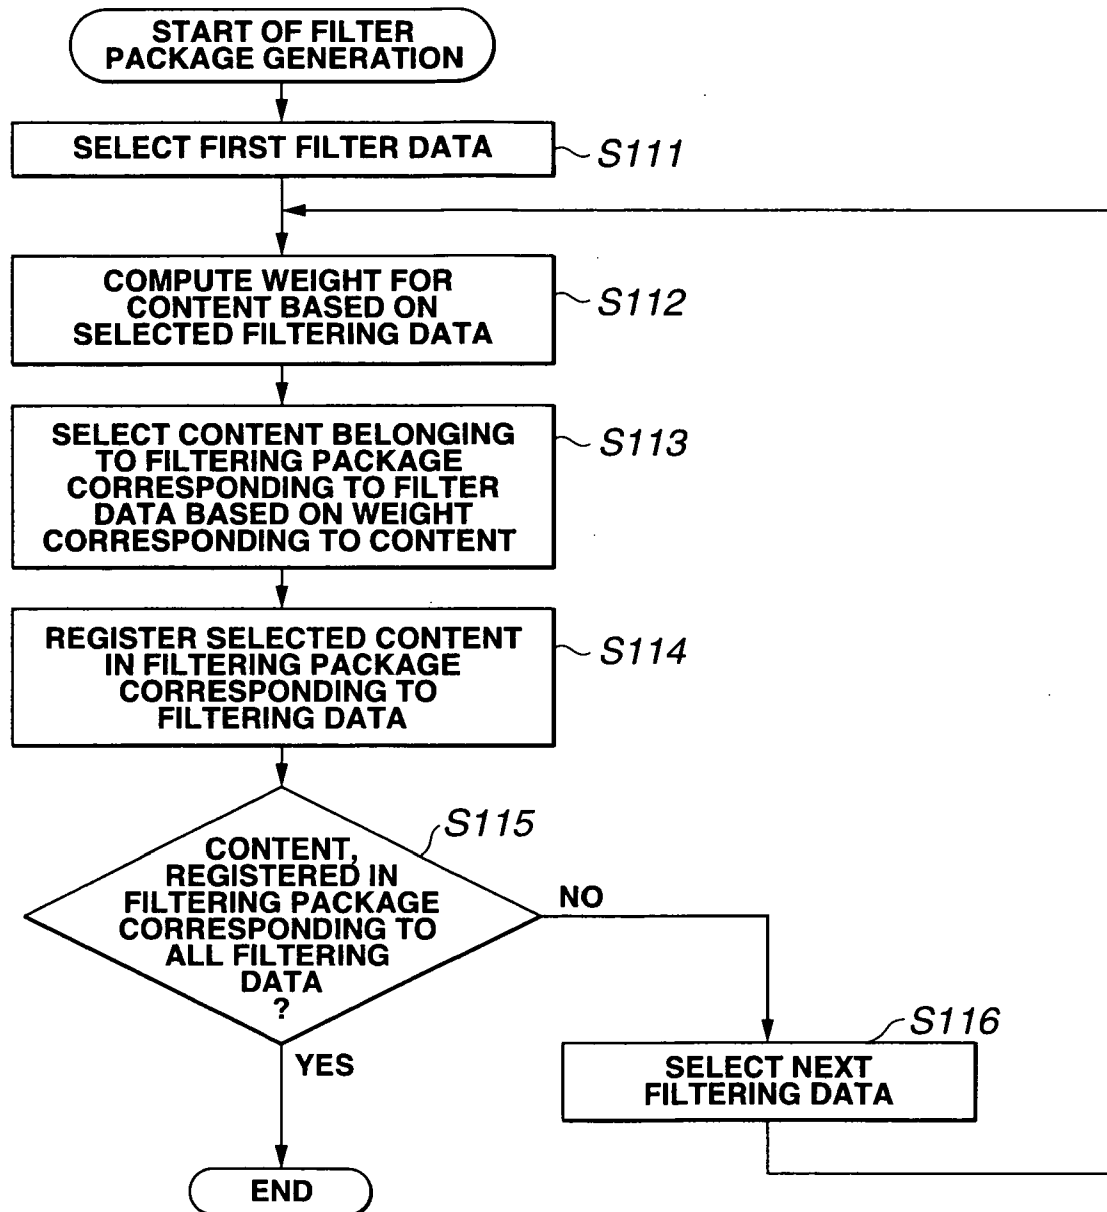 START OF FILTER
PACKAGE GENERATION
SELECT FIRST FILTER DATA
S111
COMPUTE WEIGHT FOR
CONTENT BASED ON
SELECTED FILTERING DATA
S112
SELECT CONTENT BELONGING
TO FILTERING PACKAGE
CORRESPONDING TO FILTER
DATA BASED ON WEIGHT
CORRESPONDING TO CONTENT
S113
REGISTER SELECTED CONTENT
IN FILTERING PACKAGE
CORRESPONDING TO
FILTERING DATA
S114
S115
CONTENT,
REGISTERED IN
FILTERING PACKAGE
CORRESPONDING TO
ALL FILTERING
DATA
?
NO
YES
S116
SELECT NEXT
FILTERING DATA
END